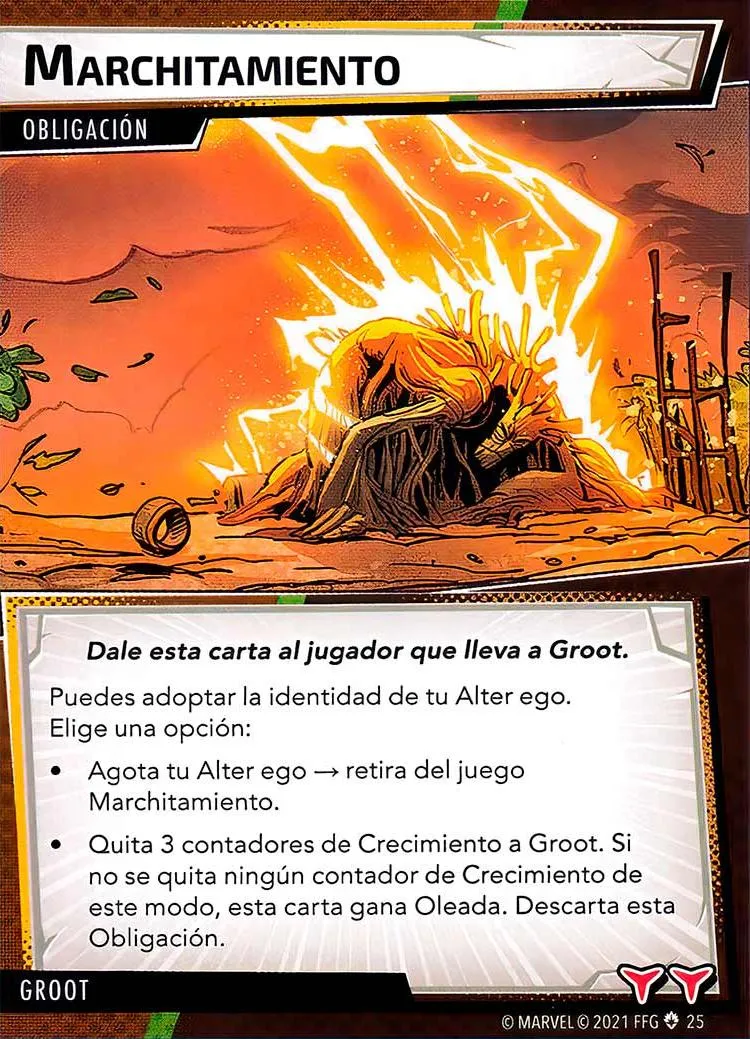 MARCHITAMIENTO
OBLIGACIÓN
Dale esta carta al jugador que lleva a Groot.
Puedes adoptar la identidad de tu Alter ego.
Elige una opción:
• Agota tu Alter ego → retira del juego
Marchitamiento.
• Quita 3 contadores de Crecimiento a Groot. Si
no se quita ningún contador de Crecimiento de
este modo, esta carta gana Oleada. Descarta esta
Obligación.
GROOT
© MARVEL © 2021 FFG 25